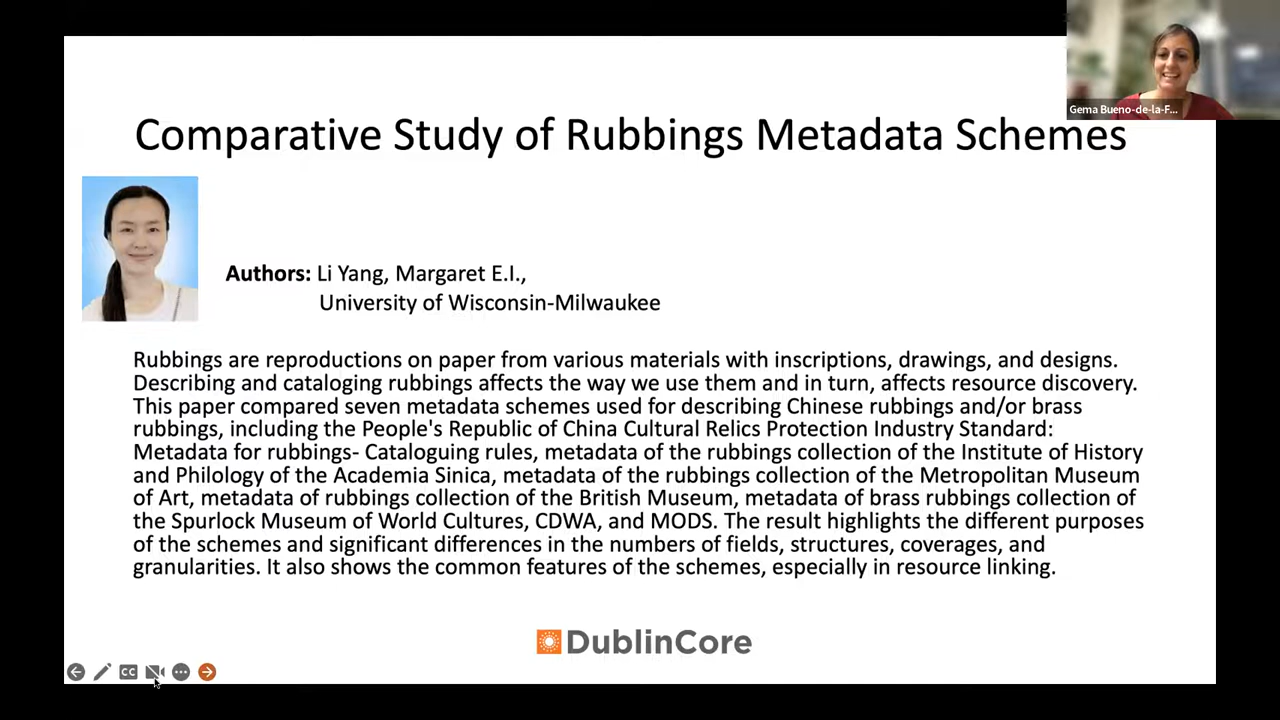 Gema Bueno-de-la-F...
Comparative Study of Rubbings Metadata Schemes
Authors: Li Yang, Margaret E.I.,
University of Wisconsin-Milwaukee
Rubbings are reproductions on paper from various materials with inscriptions, drawings, and designs.
Describing and cataloging rubbings affects the way we use them and in turn, affects resource discovery.
This paper compared seven metadata schemes used for describing Chinese rubbings and/or brass
rubbings, including the People's Republic of China Cultural Relics Protection Industry Standard:
Metadata for rubbings- Cataloguing rules, metadata of the rubbings collection of the Institute of History
and Philology of the Academia Sinica, metadata of the rubbings collection of the Metropolitan Museum
of Art, metadata of rubbings collection of the British Museum, metadata of brass rubbings collection of
the Spurlock Museum of World Cultures, CDWA, and MODS. The result highlights the different purposes
of the schemes and significant differences in the numbers of fields, structures, coverages, and
granularities. It also shows the common features of the schemes, especially in resource linking.
DublinCore
CC